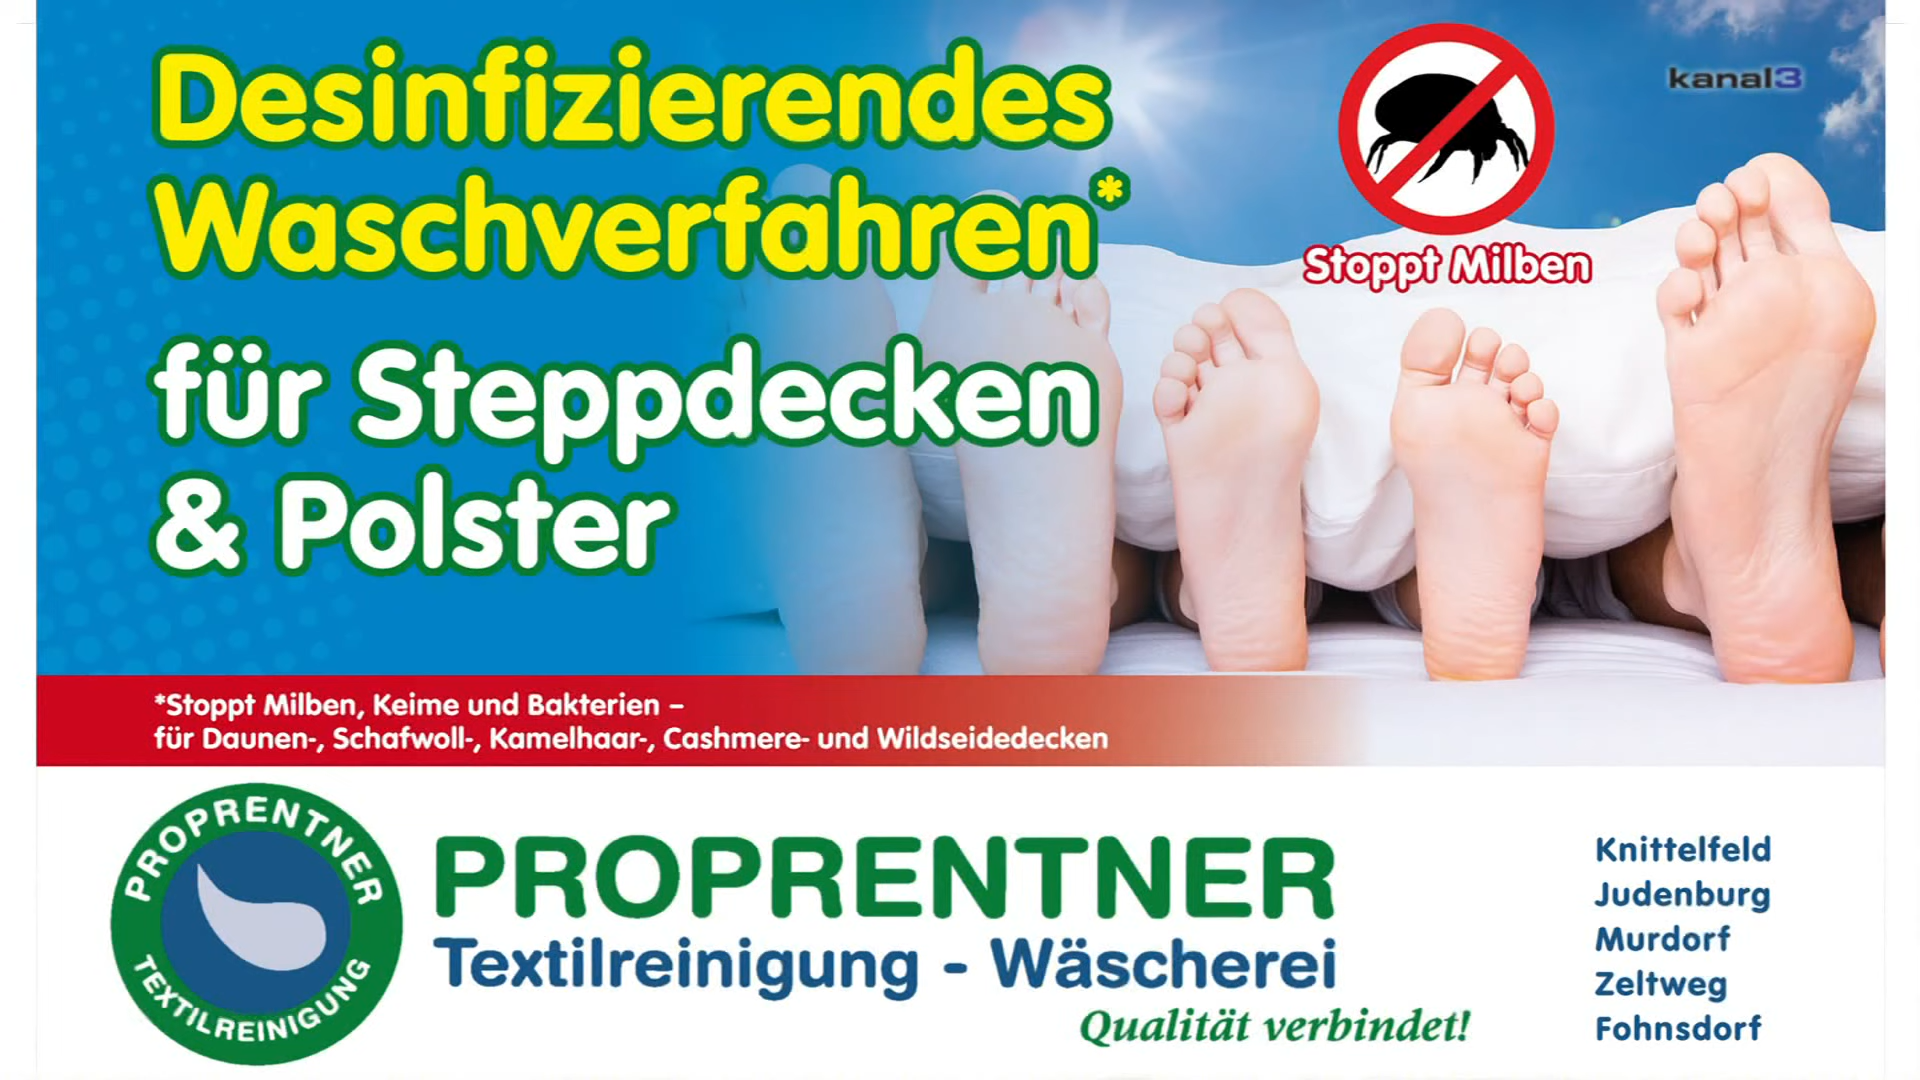 Desinfizierendes
Waschverfahren*
für Steppdecken
& Polster
kanal3
Stoppt Milben
*Stoppt Milben, Keime und Bakterien –
für Daunen-, Schafwoll-, Kamelhaar-, Cashmere- und Wildseidedecken
PROPRENTNER
TEXTILREINIGUNG
PROPRENTNER
Textilreinigung - Wäscherei
Qualität verbindet!
Knittelfeld
Judenburg
Murdorf
Zeltweg
Fohnsdorf